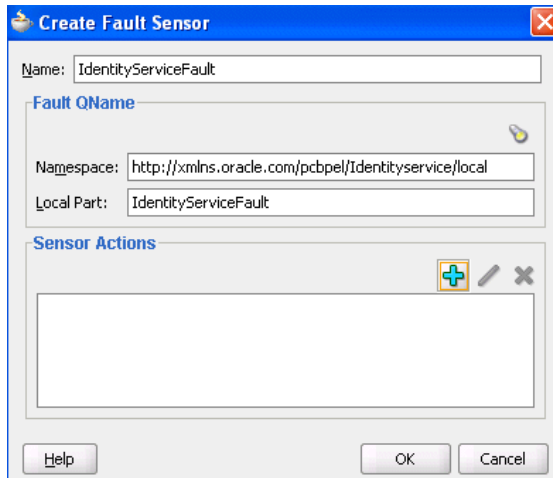 Create Fault Sensor
Name: IdentityServiceFault
Fault QName
Namespace: http://xmlns.oracle.com/pcbpel/Identityservice/local
Local Part: IdentityServiceFault
Sensor Actions
Help OK Cancel